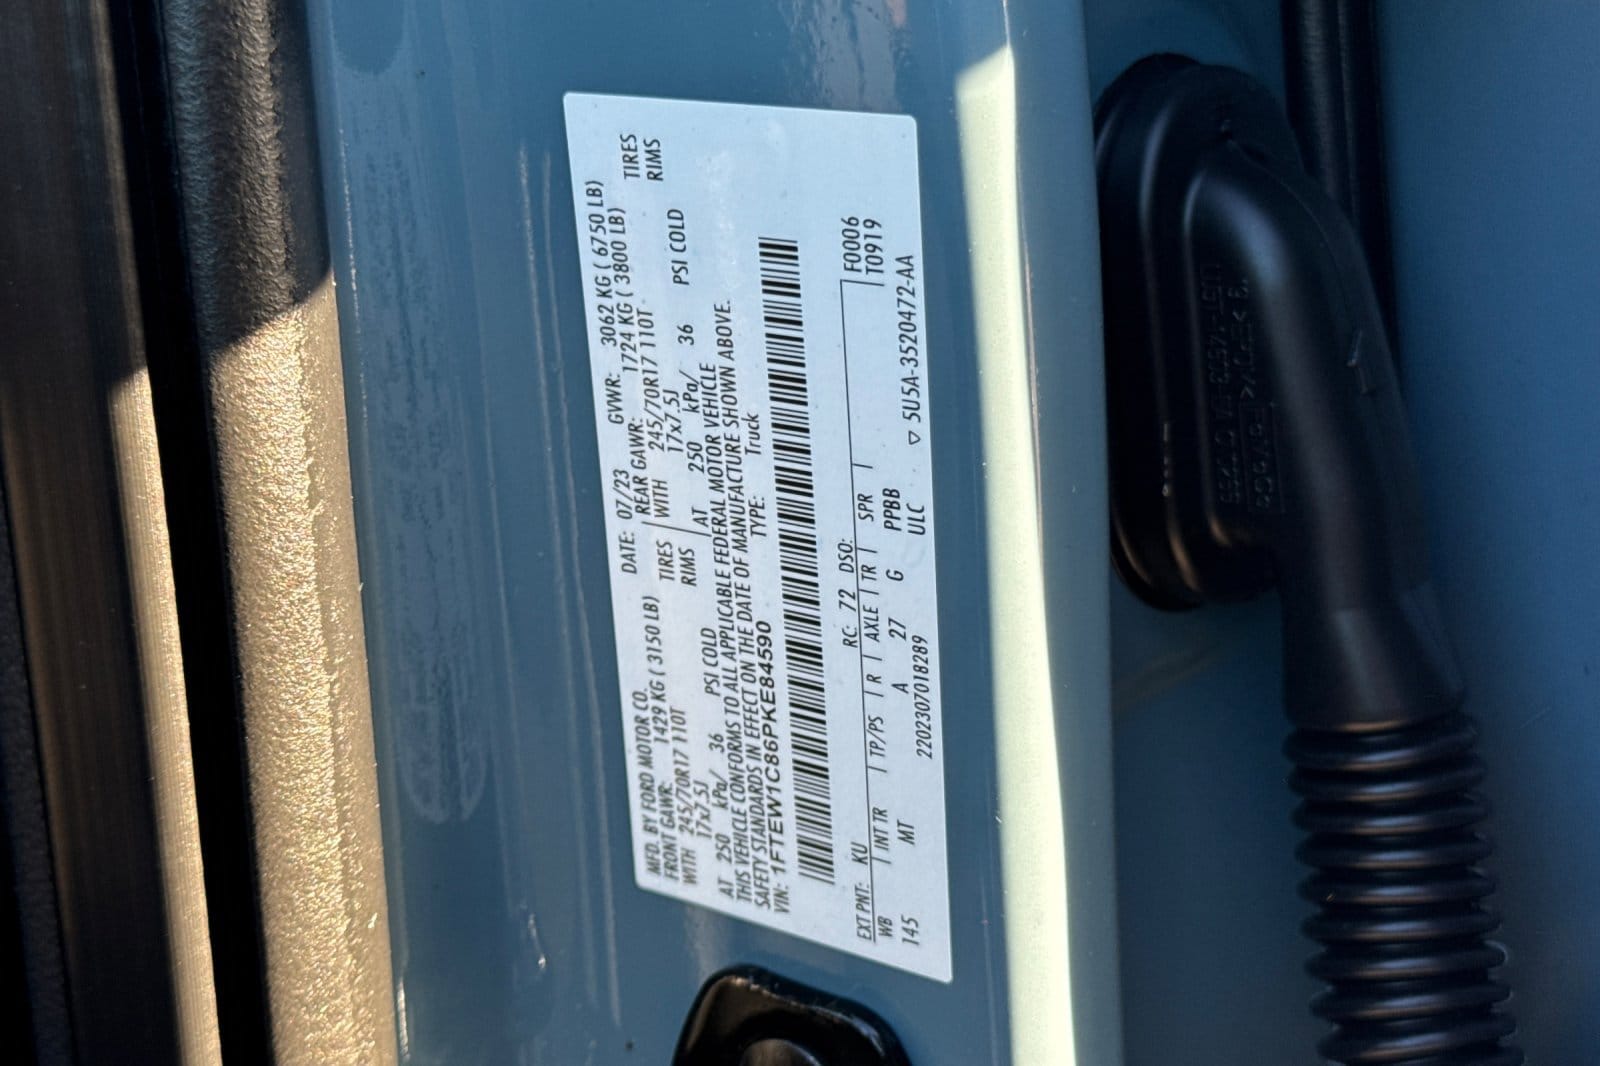 MFD. BY FORD MOTOR CO.
DATE: 07/23 GVWR: 3062 KG ( 6750 LB)
FRONT GAWR: 1429 KG ( 3150 LB) REAR GAWR: 1724 KG ( 3800 LB)
WITH 245/70R17 110T TIRES WITH 245/70R17 110T TIRES
17x7.5J RIMS 17x7.5J RIMS
AT 250 kPa/ 36 PSI COLD AT 250 kPa/ 36 PSI COLD
THIS VEHICLE CONFORMS TO ALL APPLICABLE FEDERAL MOTOR VEHICLE
SAFETY STANDARDS IN EFFECT ON THE DATE OF MANUFACTURE SHOWN ABOVE.
VIN: 1FTEW1C86PKE84590 TYPE: Truck
EXT PNT: KU RC: 72 DSO: F0006
WB INT TR TP/PS R AXLE TR SPR T0919
145 MT A 27 G PPBB
220230701828​9 ULC ▽ 5U5A-3520472-AA